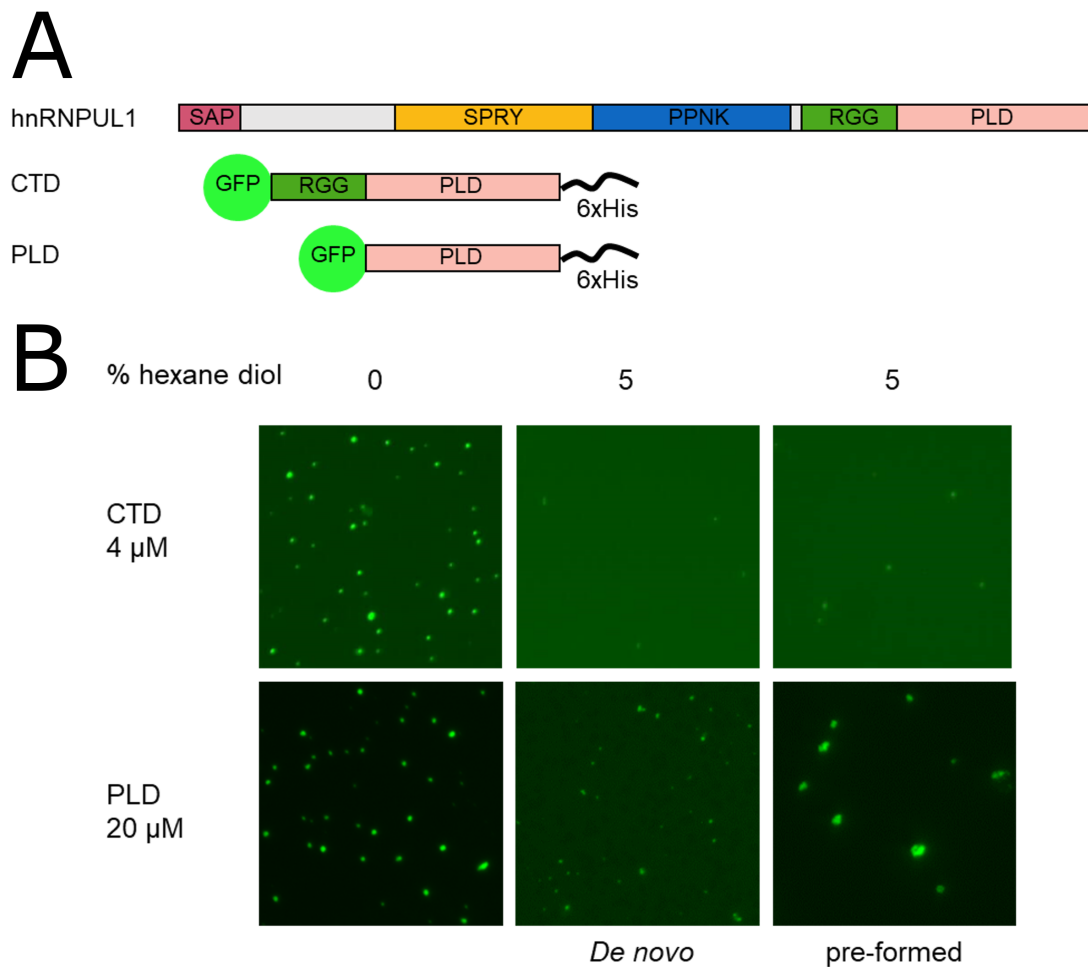 A
hnRNPUL1 SAP SPRY PPNK RGG PLD
CTD GFP RGG PLD
6xHis
PLD GFP PLD
6xHis
B
% hexane diol 0 5 5
CTD
4 µM
PLD
20 µM
De novo pre-formed